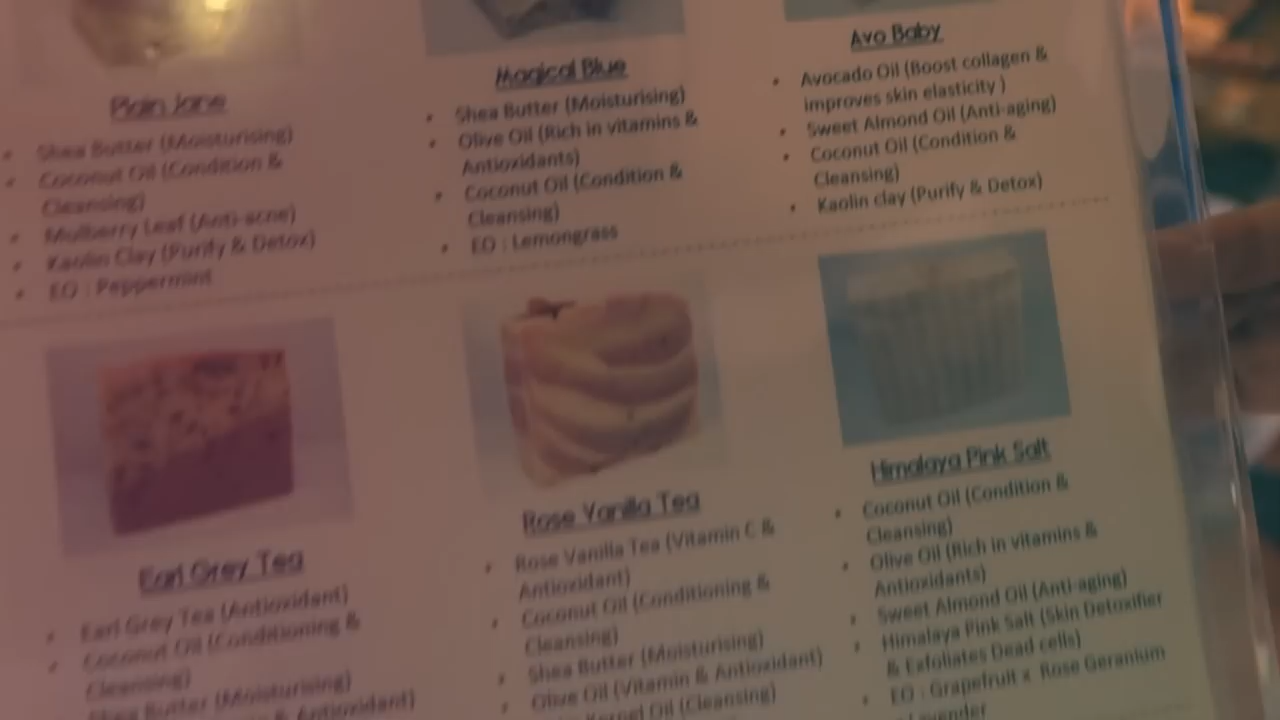 Plain Jane
• Shea Butter (Moisturising)
• Coconut Oil (Condition &
Cleansing)
• Mulberry Leaf (Anti-acne)
• Kaolin Clay (Purify & Detox)
• EO : Peppermint
Magical Blue
• Shea Butter (Moisturising)
• Olive Oil (Rich in vitamins &
Antioxidants)
• Coconut Oil (Condition &
Cleansing)
• EO : Lemongrass
Avo Baby
• Avocado Oil (Boost collagen &
improves skin elasticity )
• Sweet Almond Oil (Anti-aging)
• Coconut Oil (Condition &
Cleansing)
• Kaolin clay (Purify & Detox)
Earl Grey Tea
• Earl Grey Tea (Antioxidant)
• Coconut Oil (Conditioning &
Cleansing)
Shea Butter (Moisturising)
& Antioxidant)
Rose Vanilla Tea
• Rose Vanilla Tea (Vitamin C &
Antioxidant)
• Coconut Oil (Conditioning &
Cleansing)
• Shea Butter (Moisturising)
• Olive Oil (Vitamin & Antioxidant)
Kernel Oil (Cleansing)
Himalaya Pink Salt
• Coconut Oil (Condition &
Cleansing)
• Olive Oil (Rich in vitamins &
Antioxidants)
• Sweet Almond Oil (Anti-aging)
• Himalaya Pink Salt (Skin Detoxifier
& Exfoliates Dead cells)
• EO : Grapefruit x Rose Geranium
Lavender